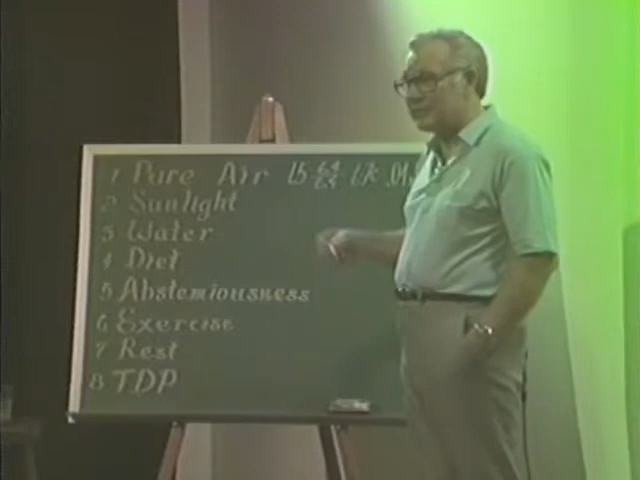 1 Pure Air
2 Sunlight
3 Water
4 Diet
5 Abstemiousness
6 Exercise
7 Rest
8 TDP